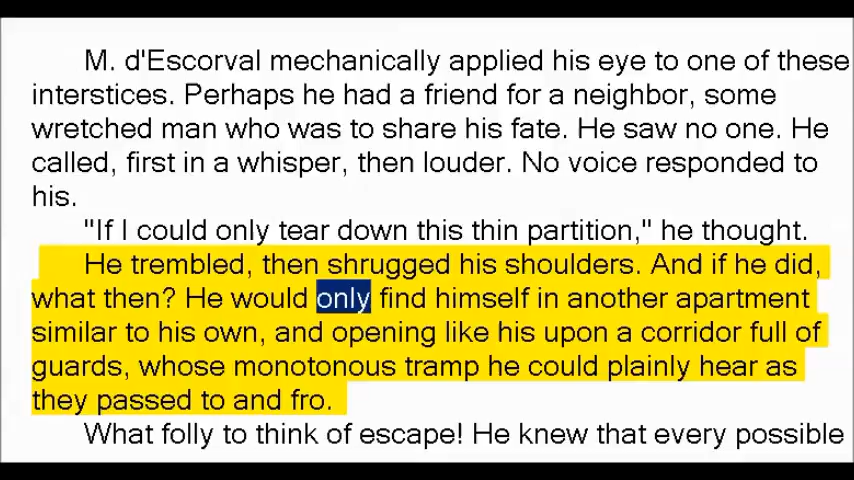 M. d'Escorval mechanically applied his eye to one of these
interstices. Perhaps he had a friend for a neighbor, some
wretched man who was to share his fate. He saw no one. He
called, first in a whisper, then louder. No voice responded to
his.
"If I could only tear down this thin partition," he thought.
He trembled, then shrugged his shoulders. And if he did,
what then? He would only find himself in another apartment
similar to his own, and opening like his upon a corridor full of
guards, whose monotonous tramp he could plainly hear as
they passed to and fro.
What folly to think of escape! He knew that every possible